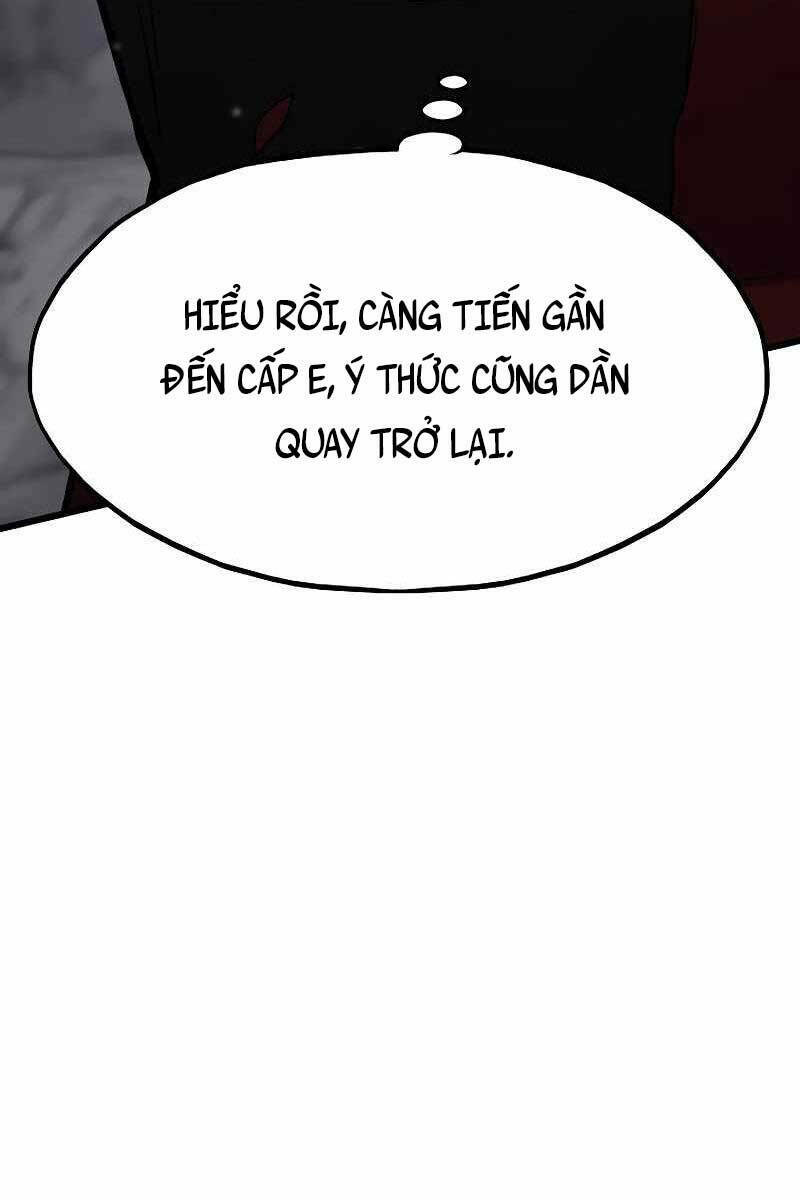 HIỂU RỒI, CÀNG TIẾN GẦN
ĐẾN CẤP E, Ý THỨC CŨNG DẦN
QUAY TRỞ LẠI.